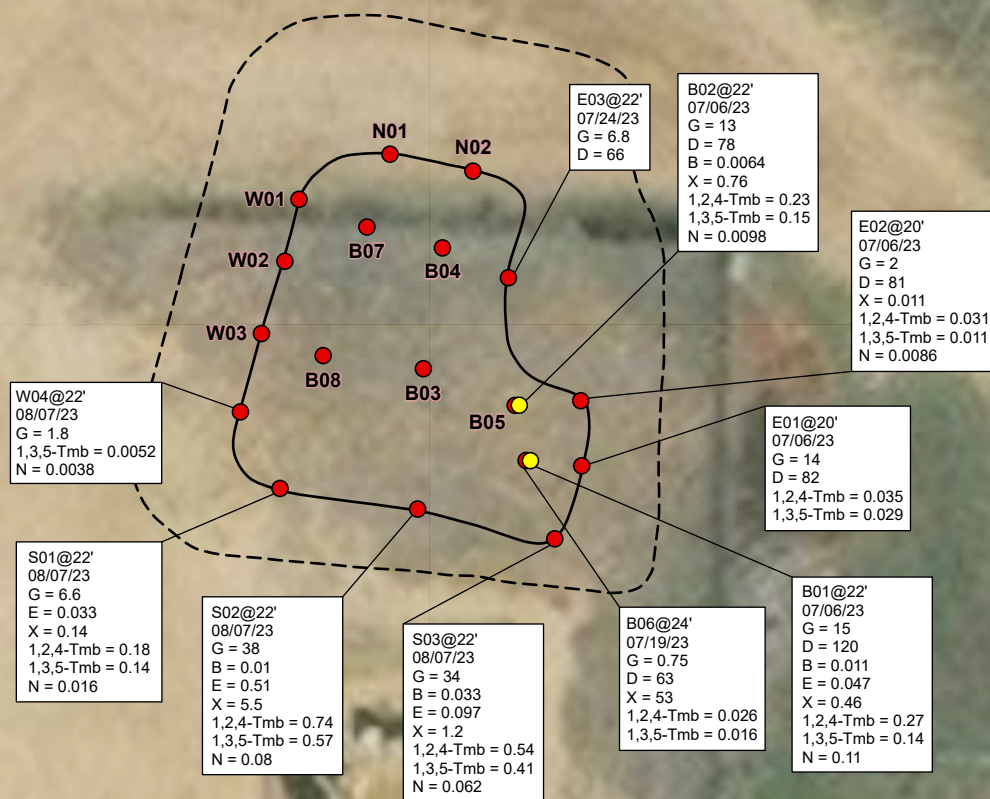 N01
N02
W01
W02
B07
B04
W03
B08
B03
B05
E03@22'
07/24/23
G = 6.8
D = 66
B02@22'
07/06/23
G = 13
D = 78
B = 0.0064
X = 0.76
1,2,4-Tmb = 0.23
1,3,5-Tmb = 0.15
N = 0.0098
E02@20'
07/06/23
G = 2
D = 81
X = 0.011
1,2,4-Tmb = 0.031
1,3,5-Tmb = 0.011
N = 0.0086
W04@22'
08/07/23
G = 1.8
1,3,5-Tmb = 0.0052
N = 0.0038
E01@20'
07/06/23
G = 14
D = 82
1,2,4-Tmb = 0.035
1,3,5-Tmb = 0.029
S01@22'
08/07/23
G = 6.6
E = 0.033
X = 0.14
1,2,4-Tmb = 0.18
1,3,5-Tmb = 0.14
N = 0.016
S02@22'
08/07/23
G = 38
B = 0.01
E = 0.51
X = 5.5
1,2,4-Tmb = 0.74
1,3,5-Tmb = 0.57
N = 0.08
S03@22'
08/07/23
G = 34
B = 0.033
E = 0.097
X = 1.2
1,2,4-Tmb = 0.54
1,3,5-Tmb = 0.41
N = 0.062
B06@24'
07/19/23
G = 0.75
D = 63
X = 53
1,2,4-Tmb = 0.026
1,3,5-Tmb = 0.016
B01@22'
07/06/23
G = 15
D = 120
B = 0.011
E = 0.047
X = 0.46
1,2,4-Tmb = 0.27
1,3,5-Tmb = 0.14
N = 0.11